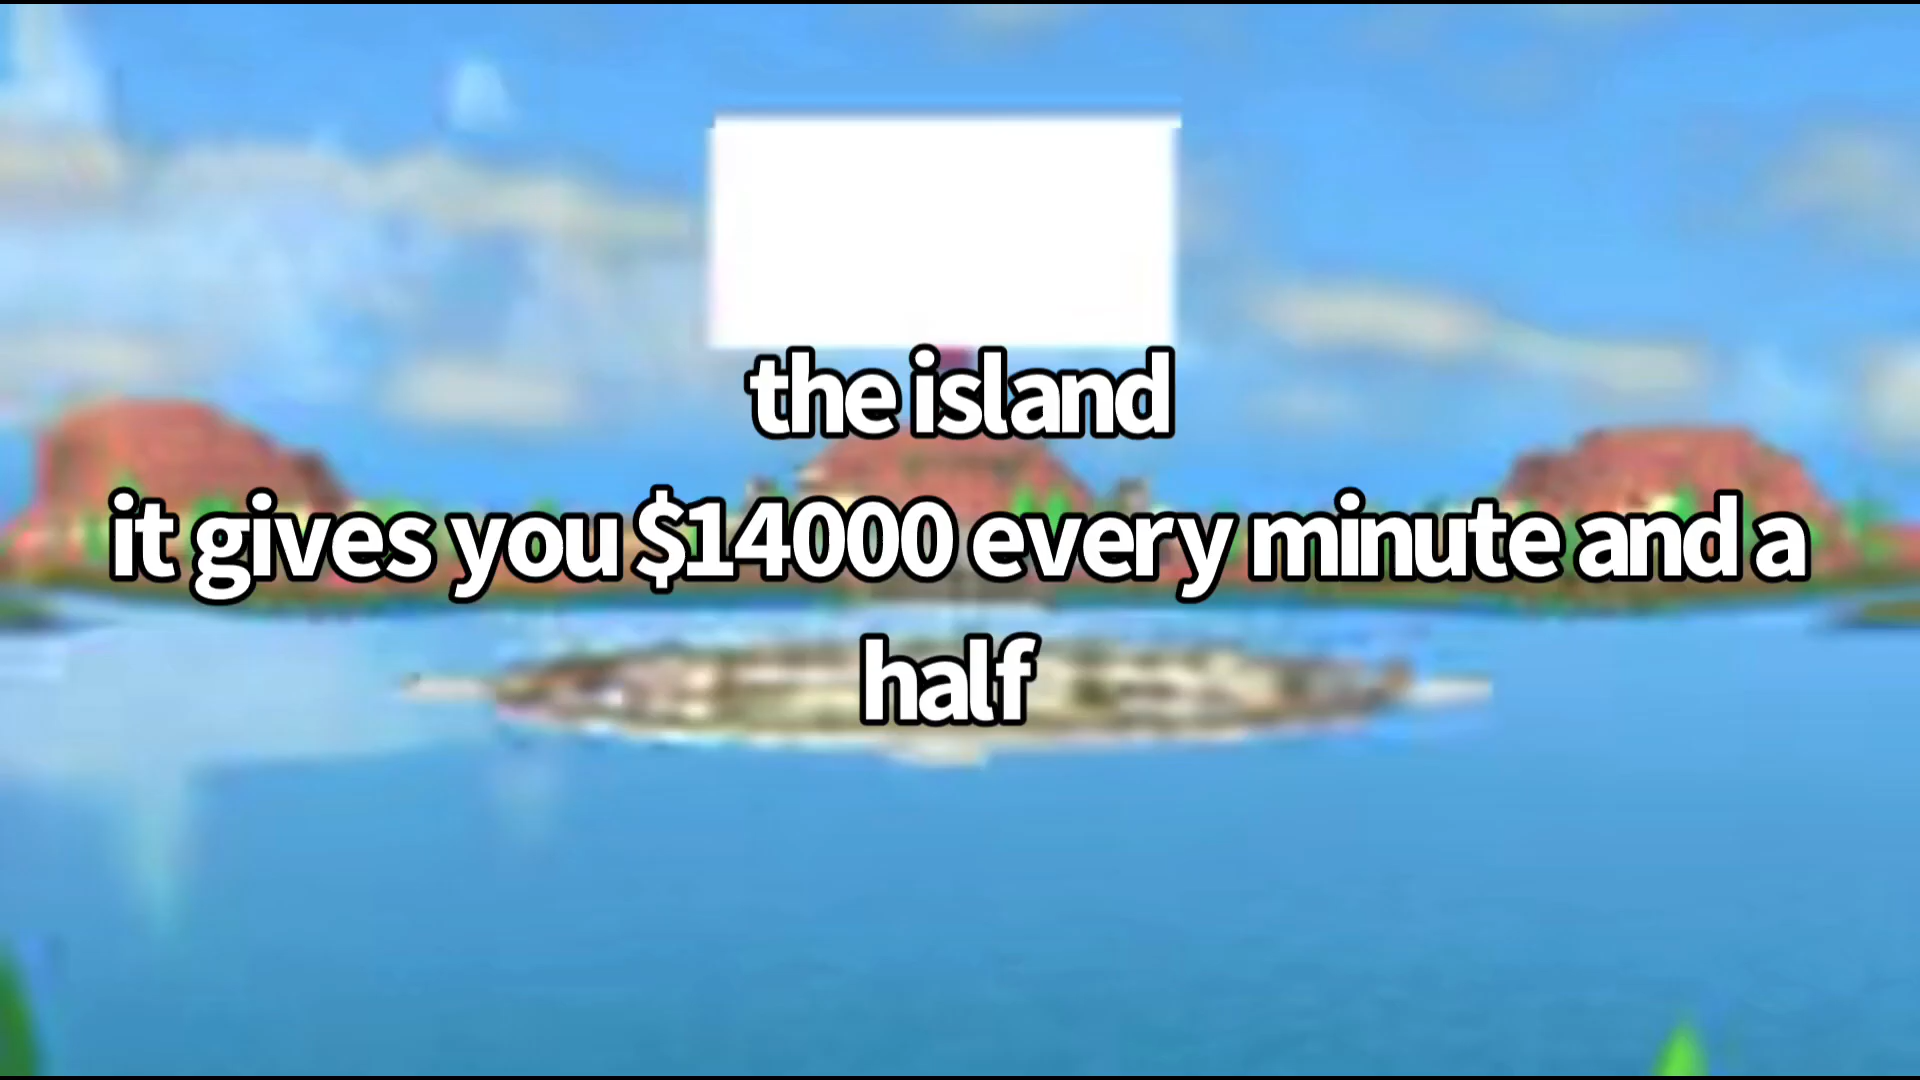 the island
it gives you $14000 every minute and a
half